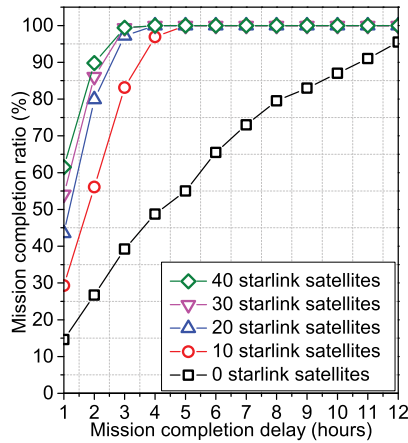 Mission completion ratio (%)
100
90
80
70
60
50
40
30
20
10
0
40 starlink satellites
30 starlink satellites
20 starlink satellites
10 starlink satellites
0 starlink satellites
1 2 3 4 5 6 7 8 9 10 11 12
Mission completion delay (hours)